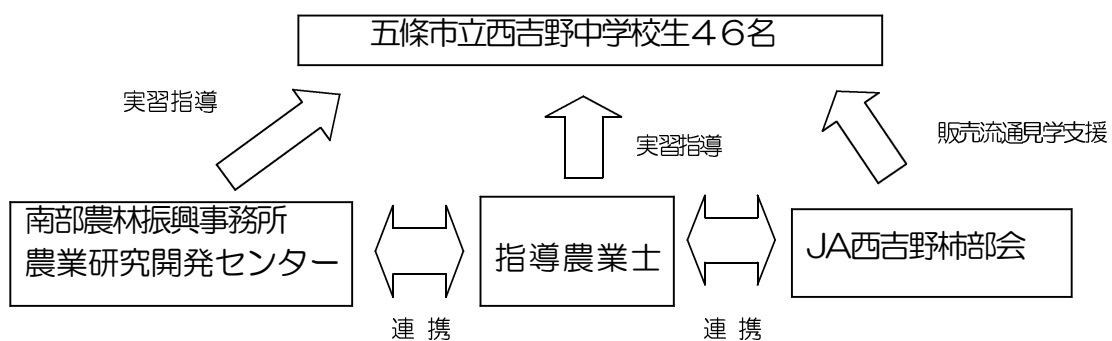 五條市立西吉野中学校生４６名
実習指導
実習指導
販売流通見学支援
南部農林振興事務所
農業研究開発センター
指導農業士
JA西吉野柿部会
連 携
連 携